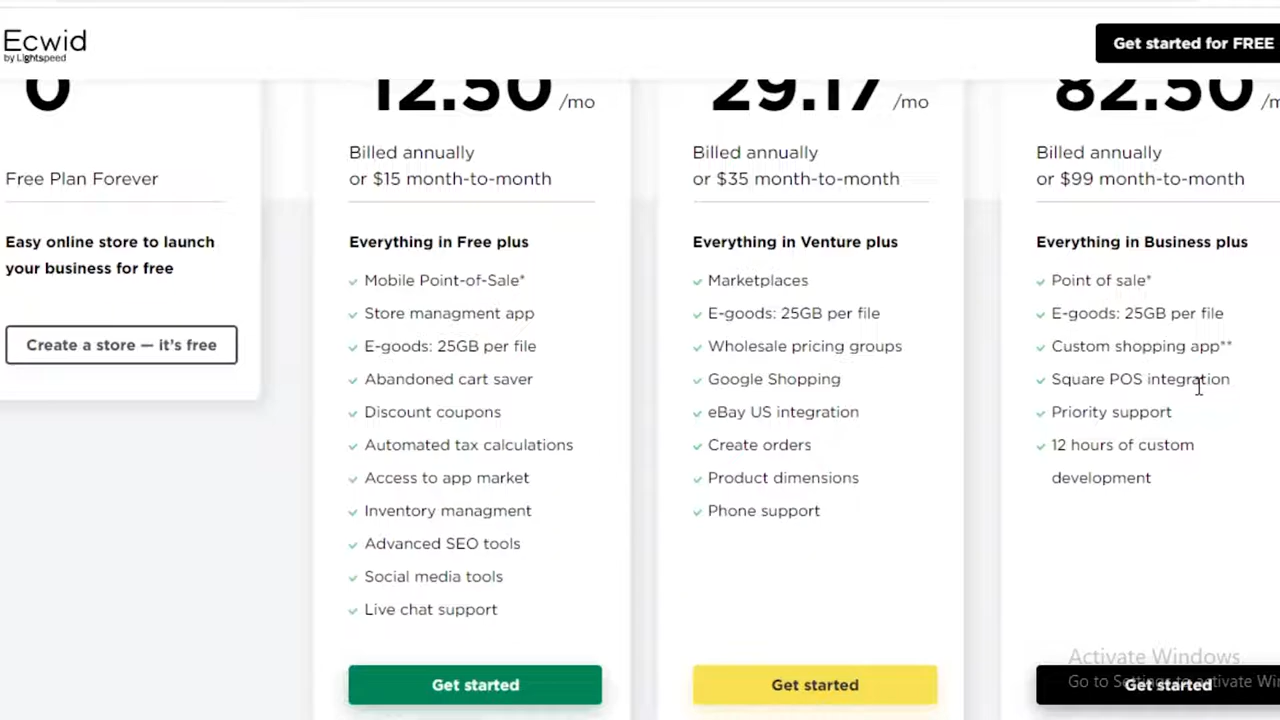 Ecwid
by Lightspeed
Get started for FREE
0
Free Plan Forever
Easy online store to launch
your business for free
Create a store — it's free
12.50 /mo
Billed annually
or $15 month-to-month
Everything in Free plus
Mobile Point-of-Sale*
Store managment app
E-goods: 25GB per file
Abandoned cart saver
Discount coupons
Automated tax calculations
Access to app market
Inventory managment
Advanced SEO tools
Social media tools
Live chat support
Get started
29.17 /mo
Billed annually
or $35 month-to-month
Everything in Venture plus
Marketplaces
E-goods: 25GB per file
Wholesale pricing groups
Google Shopping
eBay US integration
Create orders
Product dimensions
Phone support
Get started
82.50
Billed annually
or $99 month-to-month
Everything in Business plus
Point of sale*
E-goods: 25GB per file
Custom shopping app**
Square POS integration
Priority support
12 hours of custom
development
Get started
Activate Windows
Go to Settings to activate